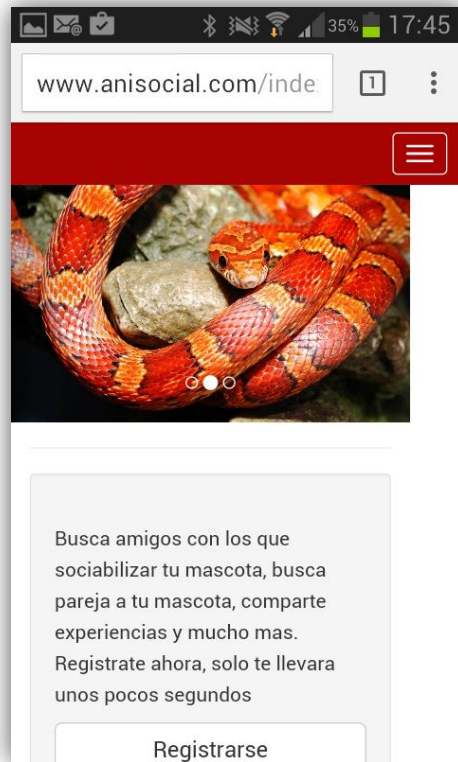 35% 17:45
www.anisocial.com/inde
1
Busca amigos con los que
sociabilizar tu mascota, busca
pareja a tu mascota, comparte
experiencias y mucho mas.
Registrate ahora, solo te llevara
unos pocos segundos
Registrarse